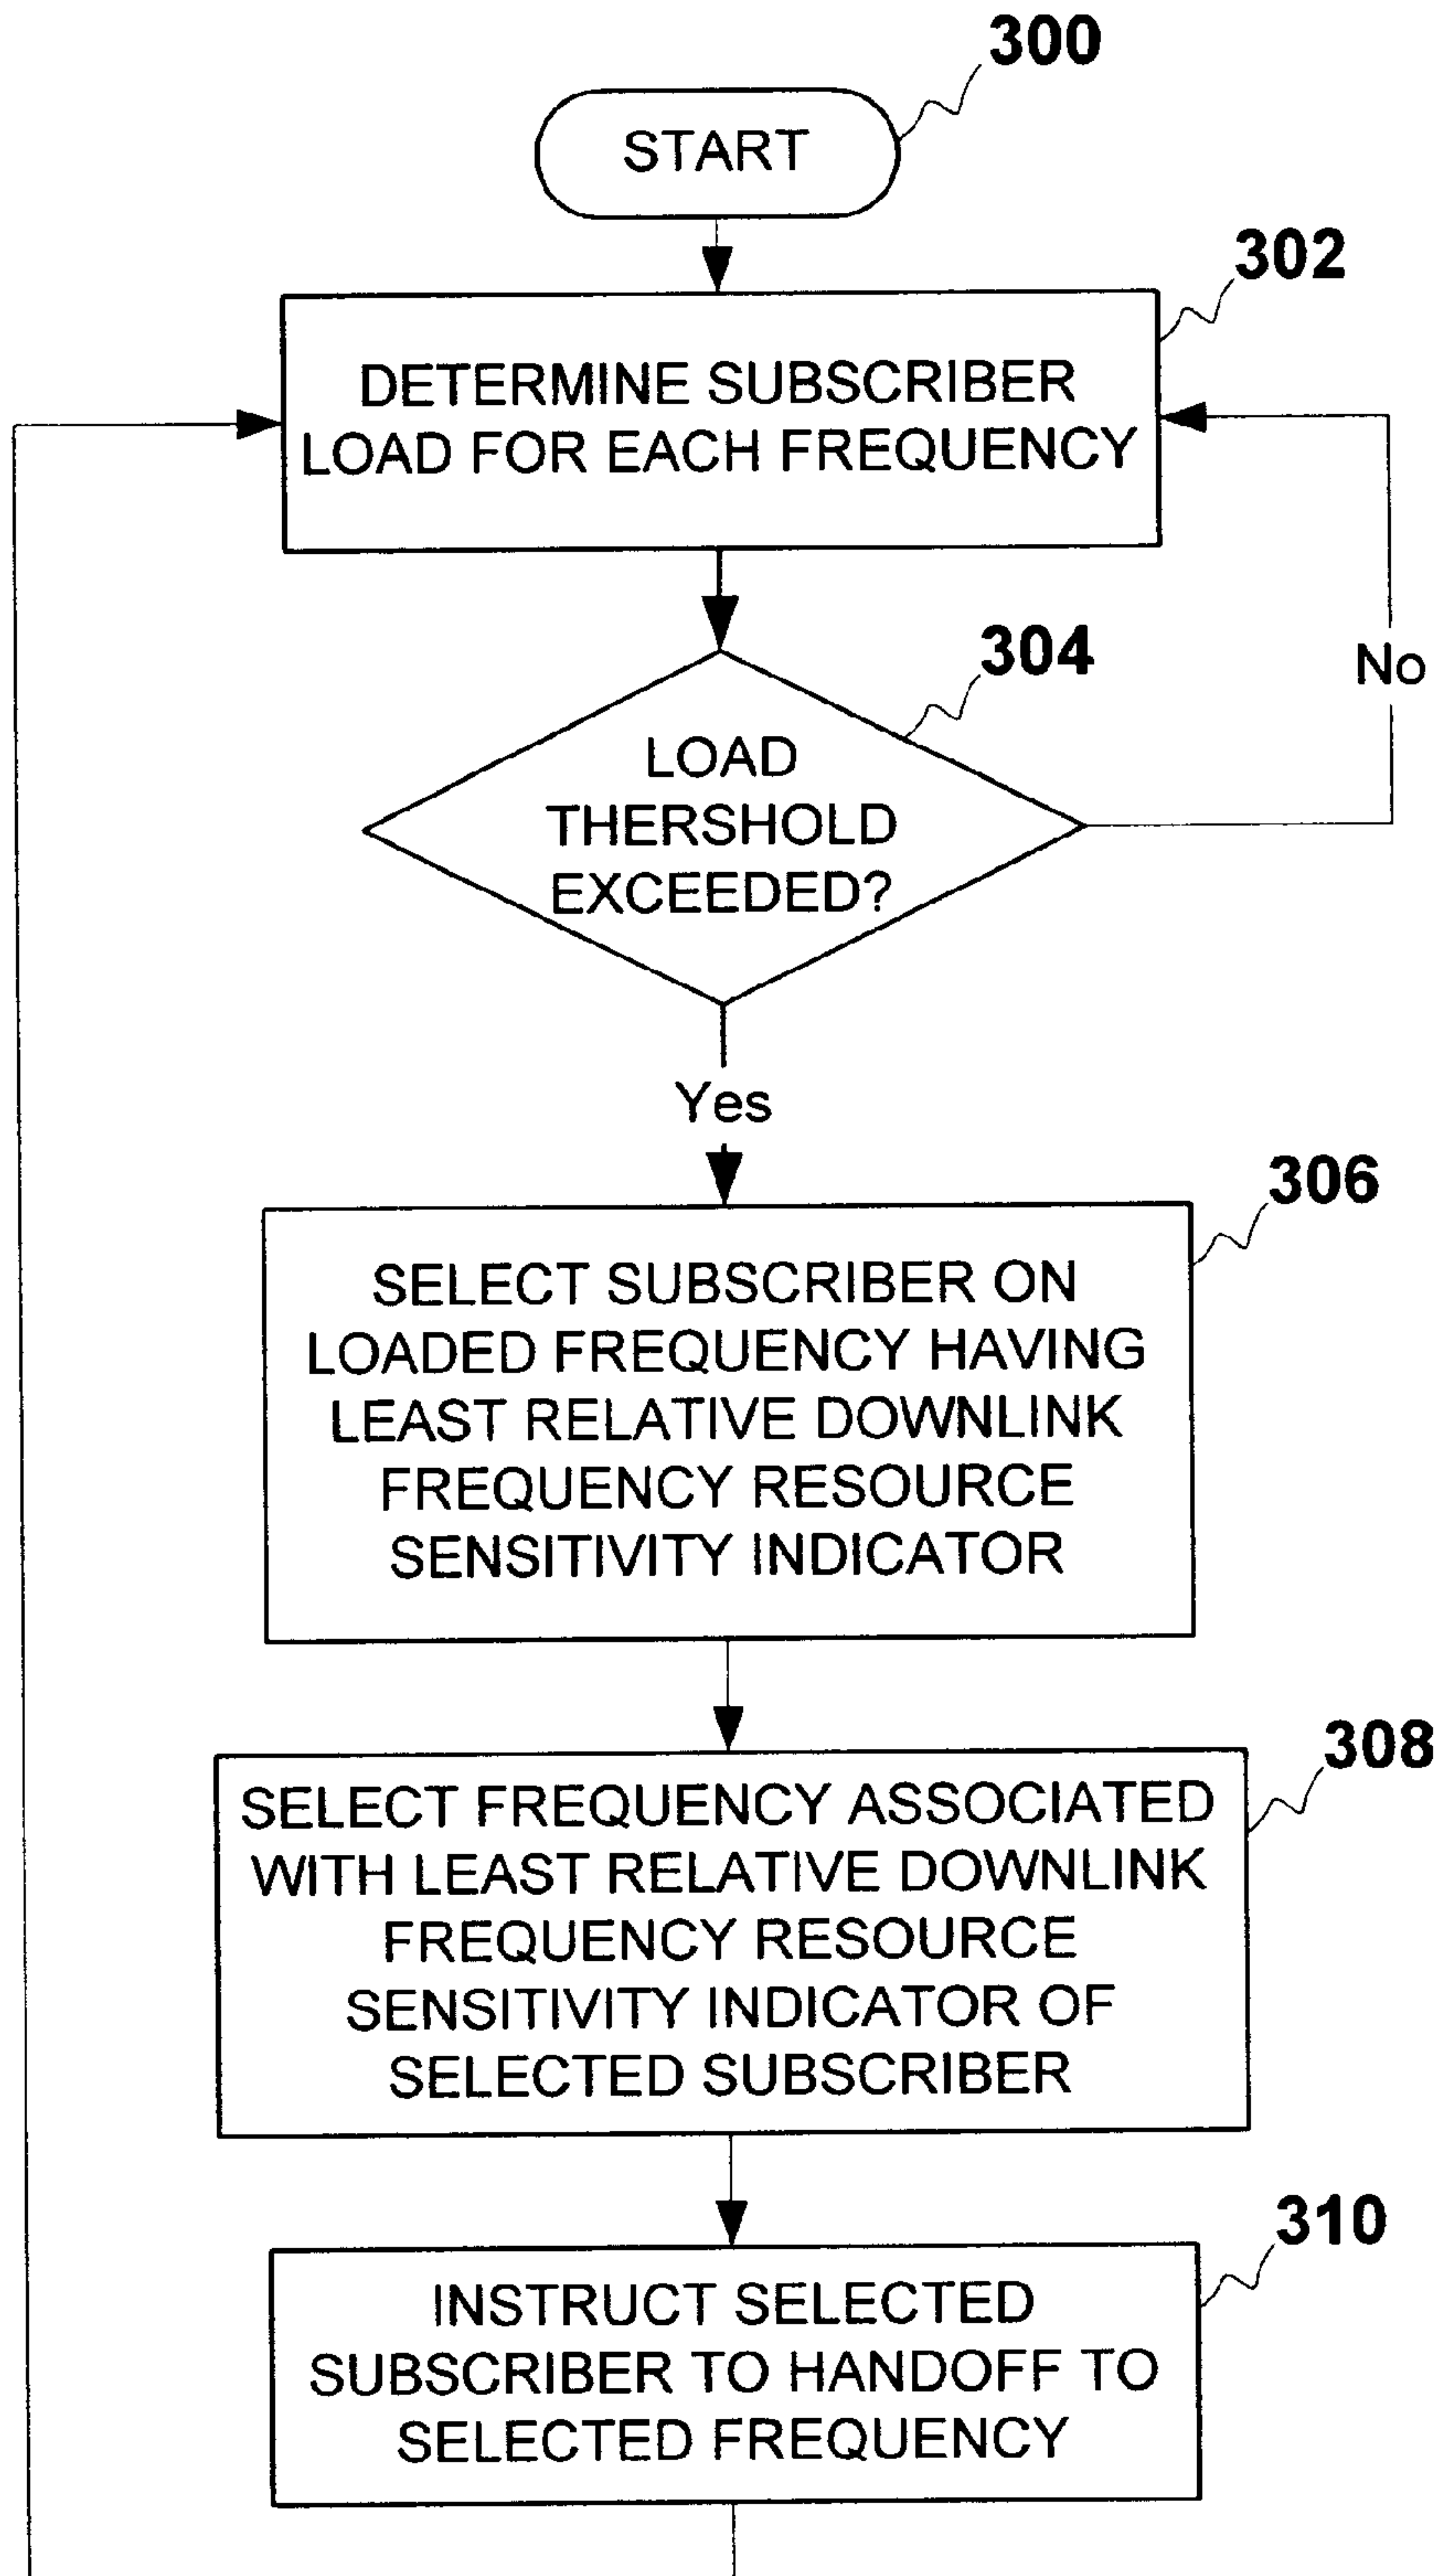 300
START
302
DETERMINE SUBSCRIBER
LOAD FOR EACH FREQUENCY
304
No
LOAD
THERSHOLD
EXCEEDED?
Yes
306
SELECT SUBSCRIBER ON
LOADED FREQUENCY HAVING
LEAST RELATIVE DOWNLINK
FREQUENCY RESOURCE
SENSITIVITY INDICATOR
308
SELECT FREQUENCY ASSOCIATED
WITH LEAST RELATIVE DOWNLINK
FREQUENCY RESOURCE
SENSITIVITY INDICATOR OF
SELECTED SUBSCRIBER
310
INSTRUCT SELECTED
SUBSCRIBER TO HANDOFF TO
SELECTED FREQUENCY